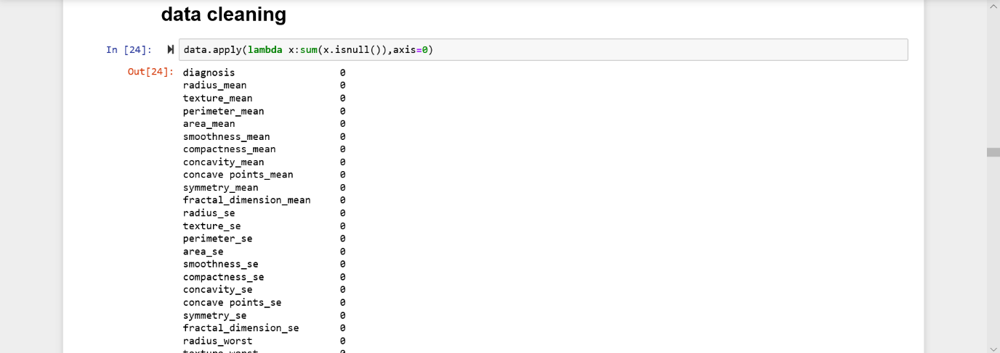 data cleaning
In [24]: data.apply(lambda x:sum(x.isnull()),axis=0)
Out[24]: diagnosis 0
radius_mean 0
texture_mean 0
perimeter_mean 0
area_mean 0
smoothness_mean 0
compactness_mean 0
concavity_mean 0
concave points_mean 0
symmetry_mean 0
fractal_dimension_mean 0
radius_se 0
texture_se 0
perimeter_se 0
area_se 0
smoothness_se 0
compactness_se 0
concavity_se 0
concave points_se 0
symmetry_se 0
fractal_dimension_se 0
radius_worst 0
texture_worst 0